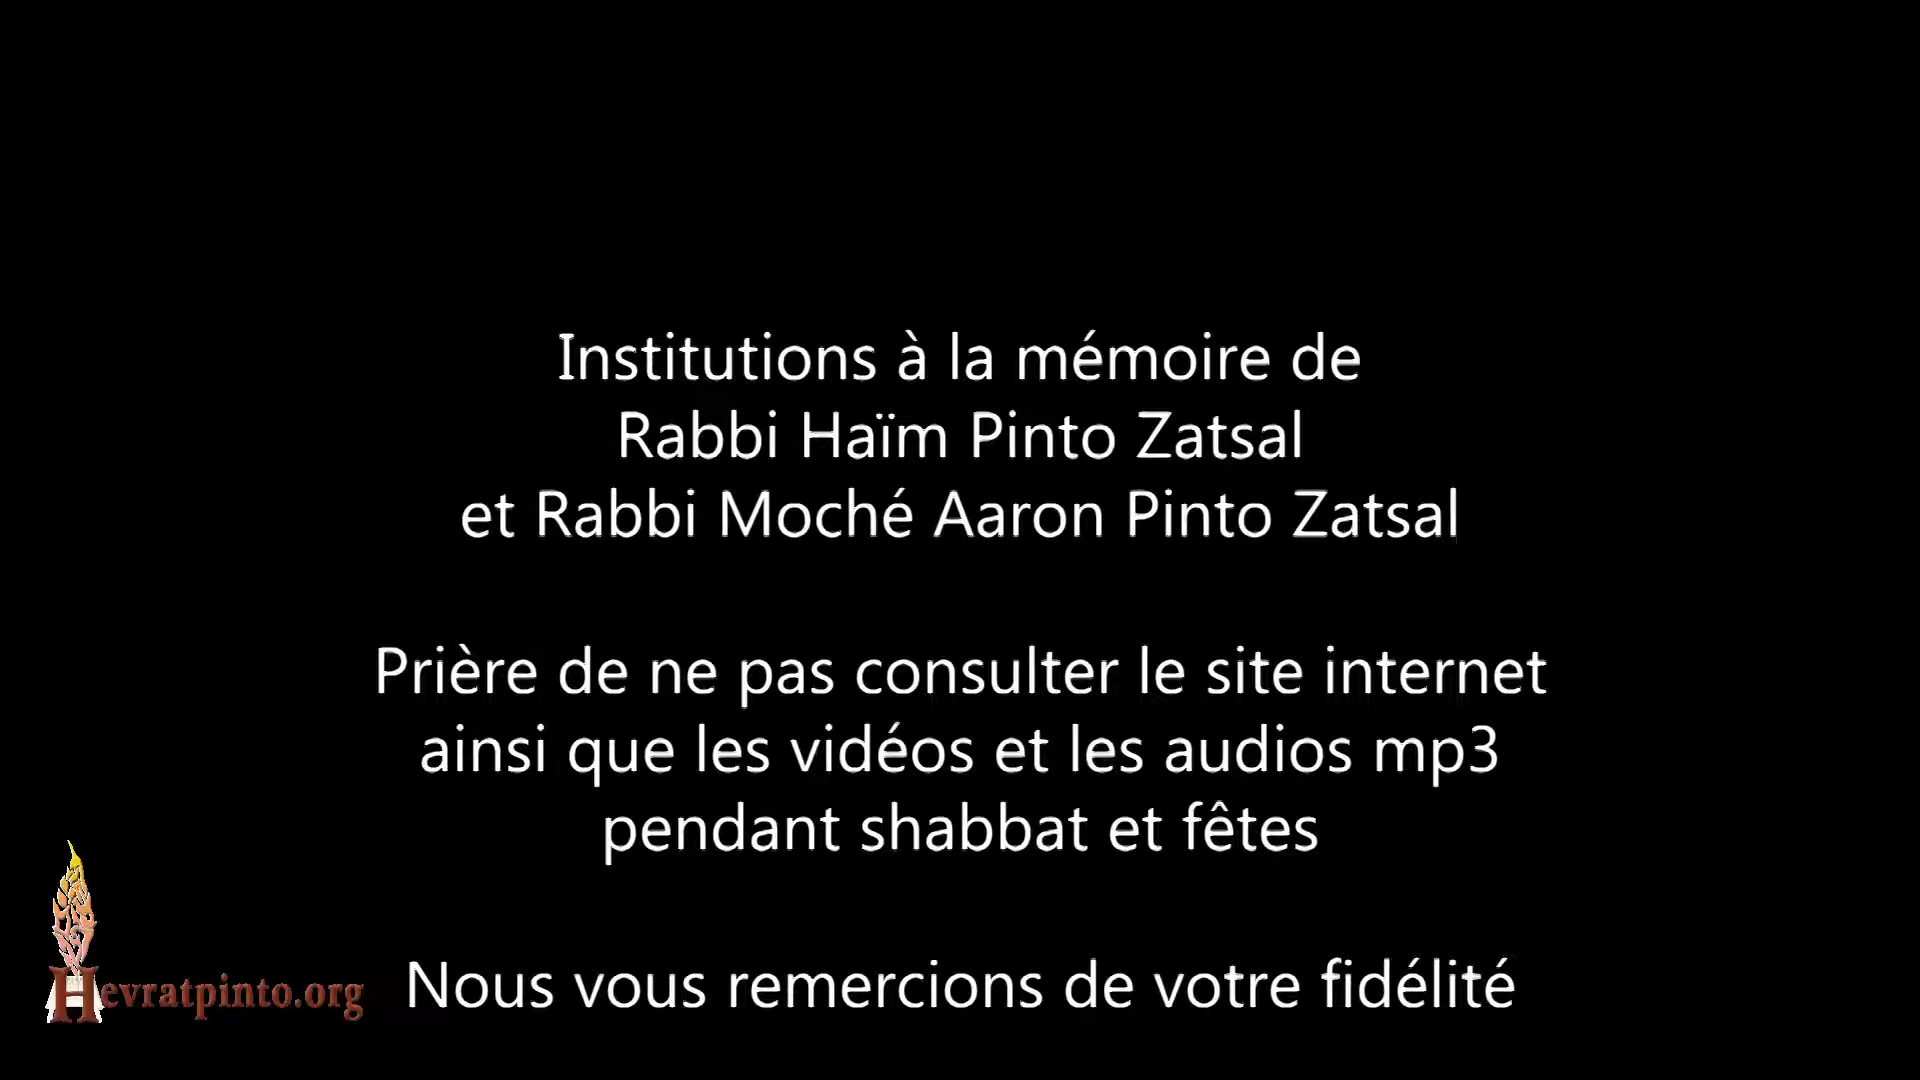 Institutions à la mémoire de
Rabbi Haïm Pinto Zatsal
et Rabbi Moché Aaron Pinto Zatsal
Prière de ne pas consulter le site internet
ainsi que les vidéos et les audios mp3
pendant shabbat et fêtes
Nous vous remercions de votre fidélité
Hevratpinto.org